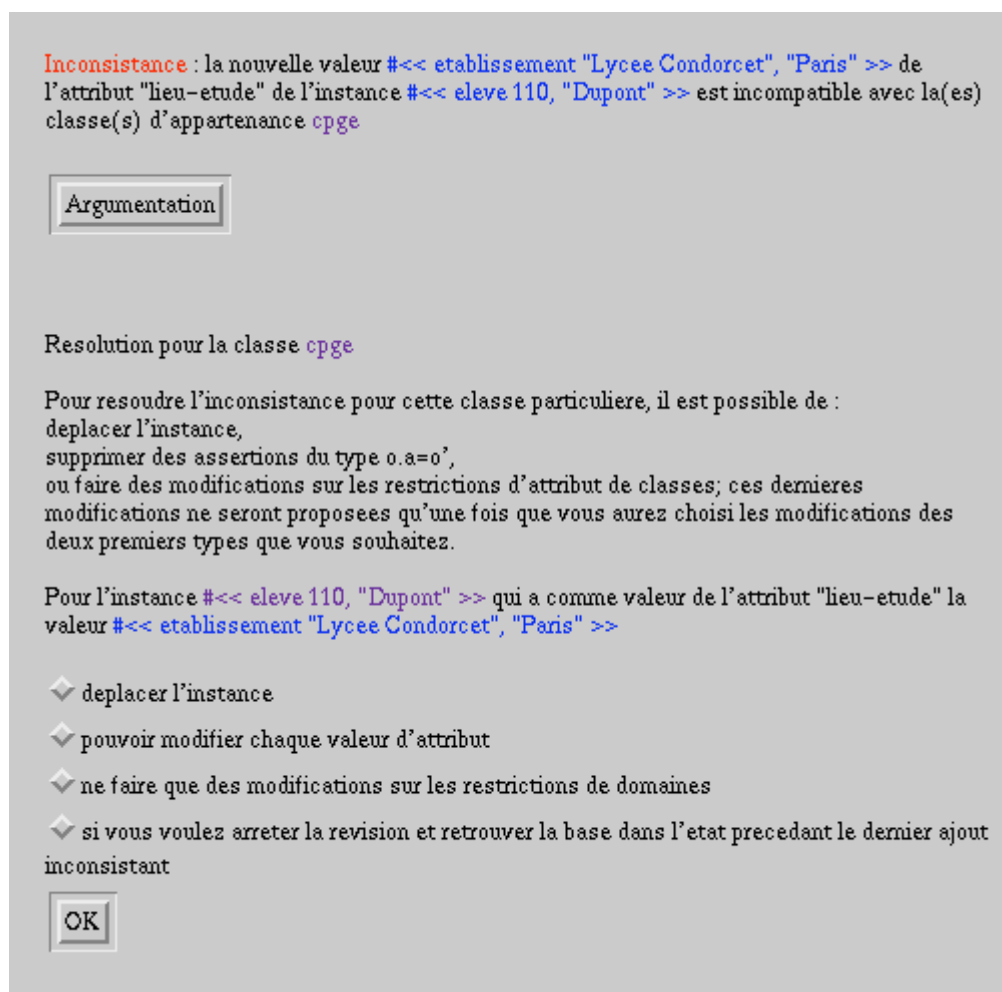 Inconsistance : la nouvelle valeur #<< etablissement "Lycee Condorcet", "Paris" >> de
l'attribut "lieu-etude" de l'instance #<< eleve 110, "Dupont" >> est incompatible avec la(es)
classe(s) d'appartenance cpge
Argumentation
Resolution pour la classe cpge
Pour resoudre l'inconsistance pour cette classe particuliere, il est possible de :
deplacer l'instance,
supprimer des assertions du type o.a=o',
ou faire des modifications sur les restrictions d'attribut de classes; ces dernieres
modifications ne seront proposees qu'une fois que vous aurez choisi les modifications des
deux premiers types que vous souhaitez.
Pour l'instance #<< eleve 110, "Dupont" >> qui a comme valeur de l'attribut "lieu-etude" la
valeur #<< etablissement "Lycee Condorcet", "Paris" >>
deplacer l'instance
pouvoir modifier chaque valeur d'attribut
ne faire que des modifications sur les restrictions de domaines
si vous voulez arreter la revision et retrouver la base dans l'etat precedant le dernier ajout
inconsistant
OK